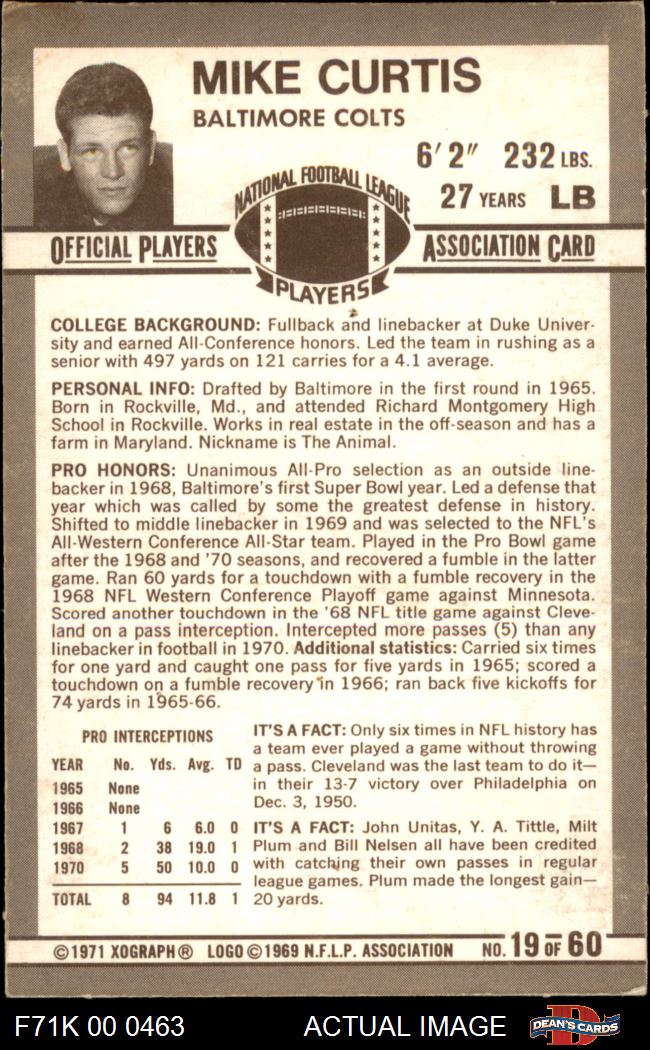 MIKE CURTIS
BALTIMORE COLTS
6' 2" 232 LBS.
27 YEARS LB
NATIONAL FOOTBALL LEAGUE
PLAYERS
OFFICIAL PLAYERS
ASSOCIATION CARD
COLLEGE BACKGROUND: Fullback and linebacker at Duke Univer-
sity and earned All-Conference honors. Led the team in rushing as a
senior with 497 yards on 121 carries for a 4.1 average.
PERSONAL INFO: Drafted by Baltimore in the first round in 1965.
Born in Rockville, Md., and attended Richard Montgomery High
School in Rockville. Works in real estate in the off-season and has a
farm in Maryland. Nickname is The Animal.
PRO HONORS: Unanimous All-Pro selection as an outside line-
backer in 1968, Baltimore's first Super Bowl year. Led a defense that
year which was called by some the greatest defense in history.
Shifted to middle linebacker in 1969 and was selected to the NFL's
All-Western Conference All-Star team. Played in the Pro Bowl game
after the 1968 and '70 seasons, and recovered a fumble in the latter
game. Ran 60 yards for a touchdown with a fumble recovery in the
1968 NFL Western Conference Playoff game against Minnesota.
Scored another touchdown in the '68 NFL title game against Cleve-
land on a pass interception. Intercepted more passes (5) than any
linebacker in football in 1970. Additional statistics: Carried six times
for one yard and caught one pass for five yards in 1965; scored a
touchdown on a fumble recovery in 1966; ran back five kickoffs for
74 yards in 1965-66.
PRO INTERCEPTIONS
YEAR No. Yds. Avg. TD
1965 None
1966 None
1967 1 6 6.0 0
1968 2 38 19.0 1
1970 5 50 10.0 0
TOTAL 8 94 11.8 1
IT'S A FACT: Only six times in NFL history has
a team ever played a game without throwing
a pass. Cleveland was the last team to do it—
in their 13-7 victory over Philadelphia on
Dec. 3, 1950.
IT'S A FACT: John Unitas, Y. A. Tittle, Milt
Plum and Bill Nelsen all have been credited
with catching their own passes in regular
league games. Plum made the longest gain—
20 yards.
©1971 XOGRAPH® LOGO©1969 N.F.L.P. ASSOCIATION NO. 19 OF 60
F71K 00 0463 ACTUAL IMAGE DEAN'S CARDS